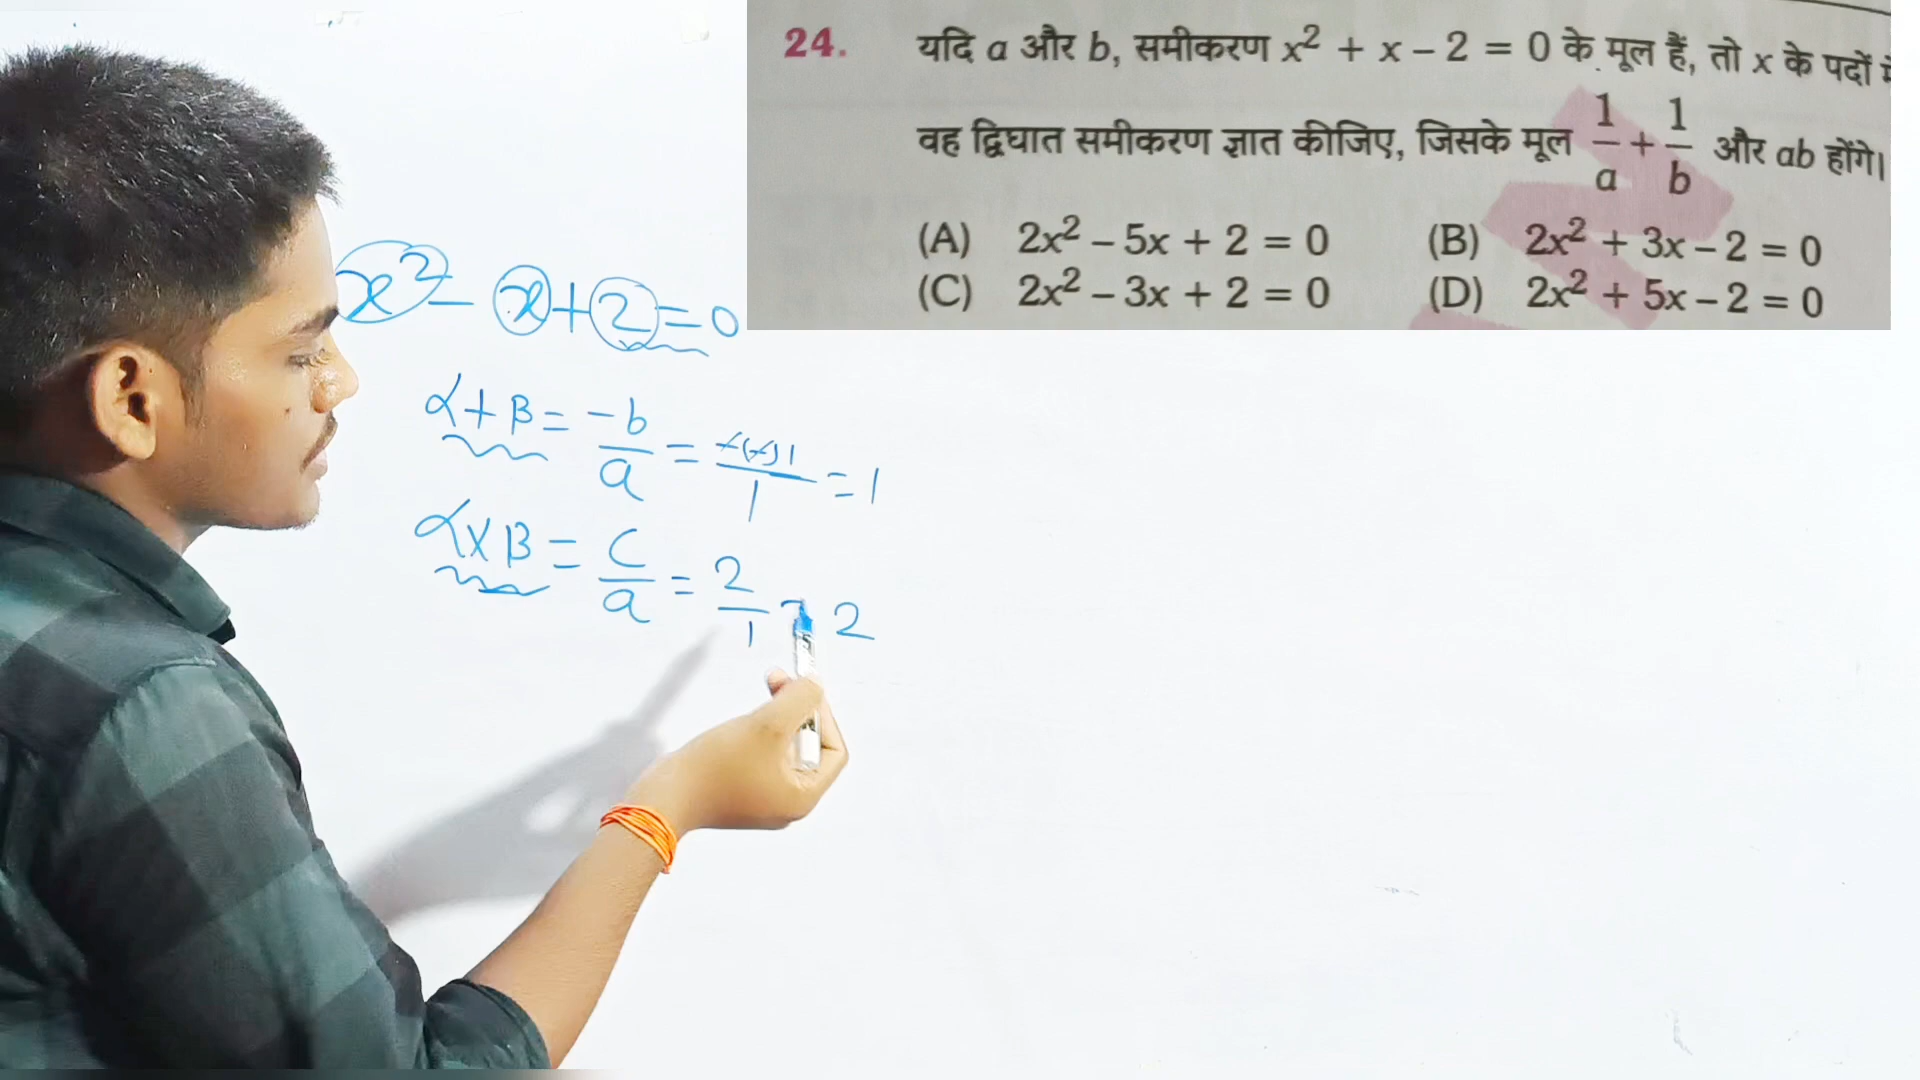 24. यदि a और b, समीकरण x² + x – 2 = 0 के मूल हैं, तो x के पदों में
वह द्विघात समीकरण ज्ञात कीजिए, जिसके मूल 1/a + 1/b और ab होंगे।
(A) 2x² – 5x + 2 = 0 (B) 2x² + 3x – 2 = 0
(C) 2x² – 3x + 2 = 0 (D) 2x² + 5x – 2 = 0
x² – x + 2 = 0
α + β = –b/a = –(–)1/1 = 1
α x β = c/a = 2/1 = 2